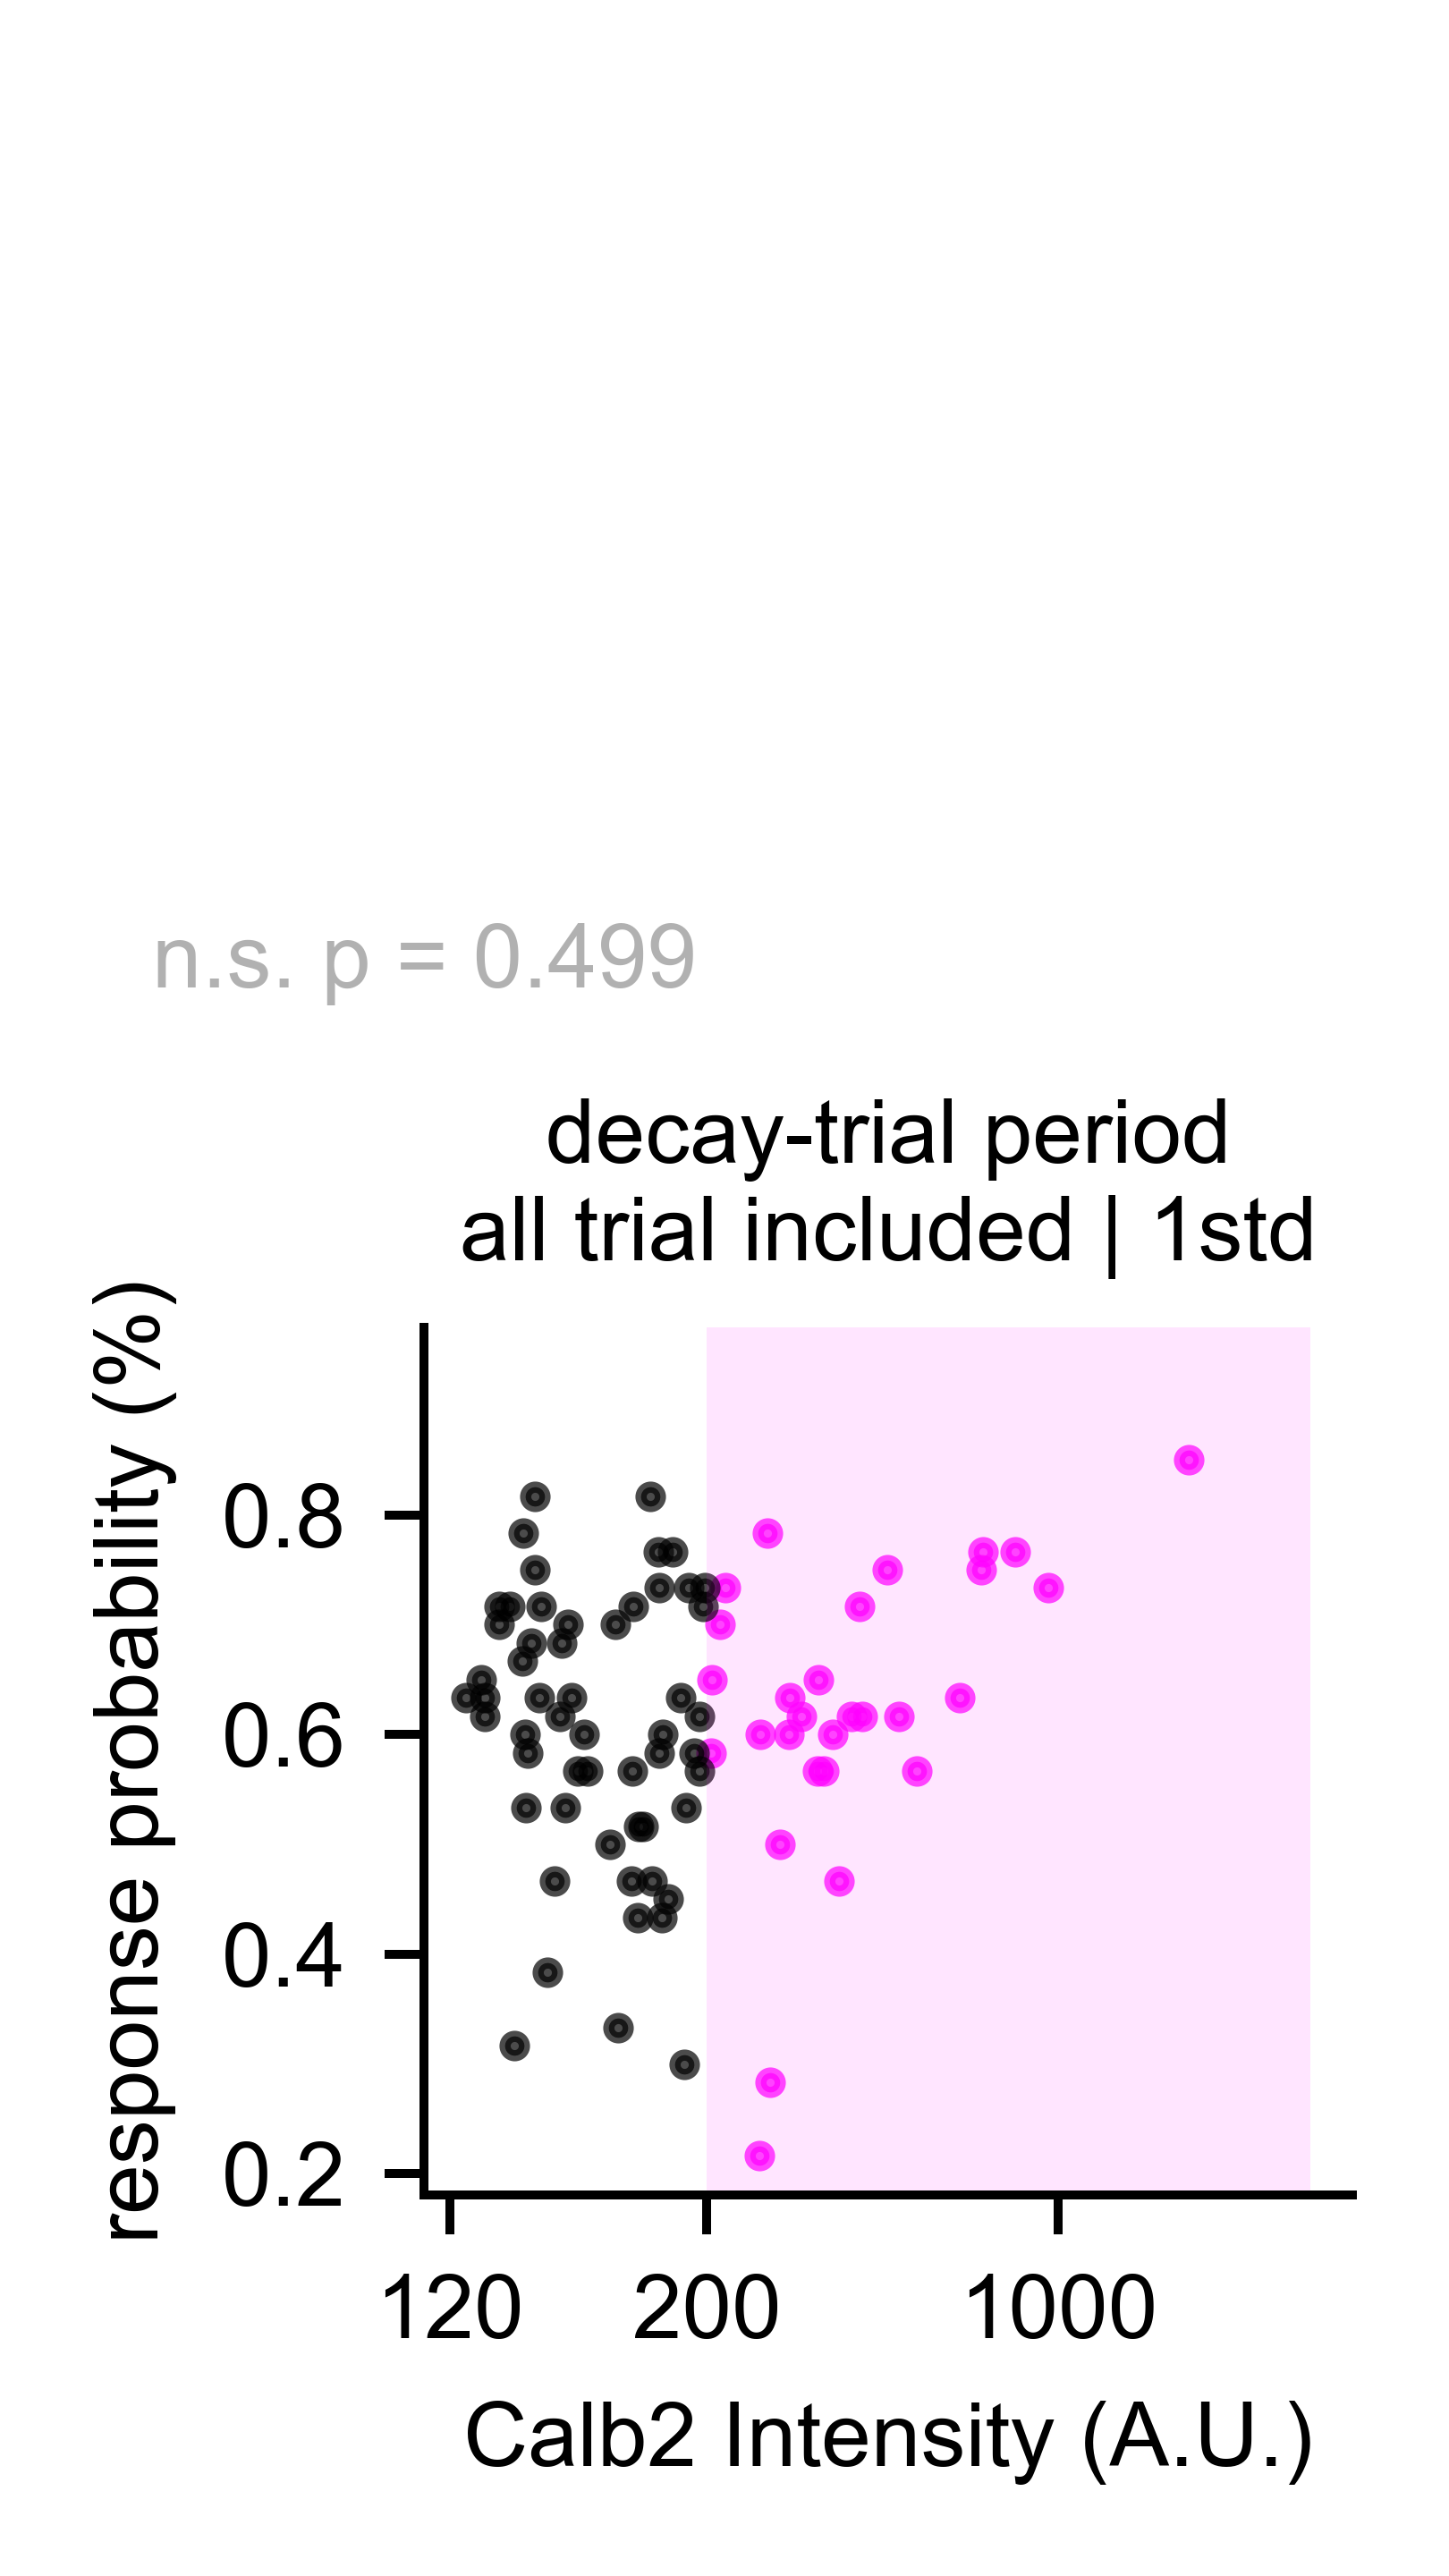 n.s. p = 0.499
decay-trial period
all trial included | 1std
response probability (%)
0.8
0.6
0.4
0.2
120 200 1000
Calb2 Intensity (A.U.)